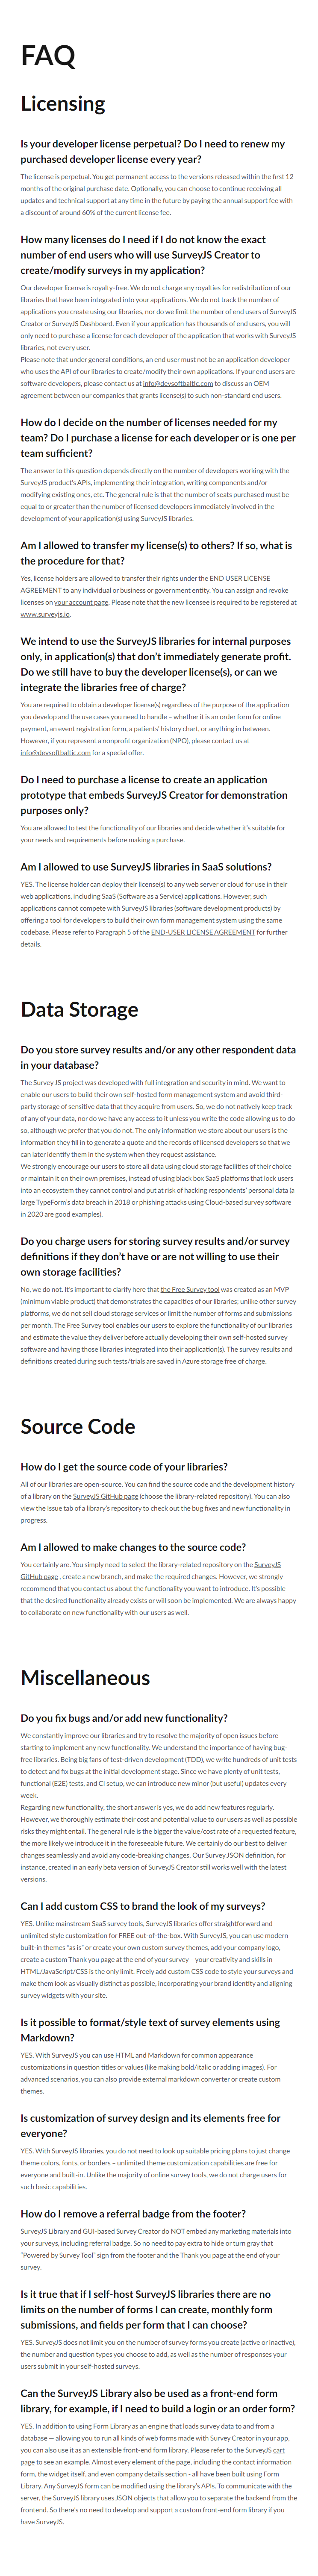 FAQ
Licensing
Is your developer license perpetual? Do I need to renew my
purchased developer license every year?
The license is perpetual. You get permanent access to the versions released within the first 12
months of the original purchase date. Optionally, you can choose to continue receiving all
updates and technical support at any time in the future by paying the annual support fee with
a discount of around 60% of the current license fee.
How many licenses do I need if I do not know the exact
number of end users who will use SurveyJS Creator to
create/modify surveys in my application?
Our developer license is royalty-free. We do not charge any royalties for redistribution of our
libraries that have been integrated into your applications. We do not track the number of
applications you create using our libraries, nor do we limit the number of end users of SurveyJS
Creator or SurveyJS Dashboard. Even if your application has thousands of end users, you will
only need to purchase a license for each developer of the application that works with SurveyJS
libraries, not every user.
Please note that under general conditions, an end user must not be an application developer
who uses the API of our libraries to create/modify their own applications. If your end users are
software developers, please contact us at info@devsoftbaltic.com to discuss an OEM
agreement between our companies that grants license(s) to such non-standard end users.
How do I decide on the number of licenses needed for my
team? Do I purchase a license for each developer or is one per
team sufficient?
The answer to this question depends directly on the number of developers working with the
SurveyJS product's APIs, implementing their integration, writing components and/or
modifying existing ones, etc. The general rule is that the number of seats purchased must be
equal to or greater than the number of licensed developers immediately involved in the
development of your application(s) using SurveyJS libraries.
Am I allowed to transfer my license(s) to others? If so, what is
the procedure for that?
Yes, license holders are allowed to transfer their rights under the END USER LICENSE
AGREEMENT to any individual or business or government entity. You can assign and revoke
licenses on your account page. Please note that the new licensee is required to be registered at
www.surveyjs.io.
We intend to use the SurveyJS libraries for internal purposes
only, in application(s) that don't immediately generate profit.
Do we still have to buy the developer license(s), or can we
integrate the libraries free of charge?
You are required to obtain a developer license(s) regardless of the purpose of the application
you develop and the use cases you need to handle – whether it is an order form for online
payment, an event registration form, a patients' history chart, or anything in between.
However, if you represent a nonprofit organization (NPO), please contact us at
info@devsoftbaltic.com for a special offer.
Do I need to purchase a license to create an application
prototype that embeds SurveyJS Creator for demonstration
purposes only?
You are allowed to test the functionality of our libraries and decide whether it's suitable for
your needs and requirements before making a purchase.
Am I allowed to use SurveyJS libraries in SaaS solutions?
YES. The license holder can deploy their license(s) to any web server or cloud for use in their
web applications, including SaaS (Software as a Service) applications. However, such
applications cannot compete with SurveyJS libraries (software development products) by
offering a tool for developers to build their own form management system using the same
codebase. Please refer to Paragraph 5 of the END-USER LICENSE AGREEMENT for further
details.
Data Storage
Do you store survey results and/or any other respondent data
in your database?
The Survey JS project was developed with full integration and security in mind. We want to
enable our users to build their own self-hosted form management system and avoid third-
party storage of sensitive data that they acquire from users. So, we do not natively keep track
of any of your data, nor do we have any access to it unless you write the code allowing us to do
so, although we prefer that you do not. The only information we store about our users is the
information they fill in to generate a quote and the records of licensed developers so that we
can later identify them in the system when they request assistance.
We strongly encourage our users to store all data using cloud storage facilities of their choice
or maintain it on their own premises, instead of using black box SaaS platforms that lock users
into an ecosystem they cannot control and put at risk of hacking respondents' personal data (a
large TypeForm's data breach in 2018 or phishing attacks using Cloud-based survey software
in 2020 are good examples).
Do you charge users for storing survey results and/or survey
definitions if they don't have or are not willing to use their
own storage facilities?
No, we do not. It's important to clarify here that the Free Survey tool was created as an MVP
(minimum viable product) that demonstrates the capacities of our libraries; unlike other survey
platforms, we do not sell cloud storage services or limit the number of forms and submissions
per month. The Free Survey tool enables our users to explore the functionality of our libraries
and estimate the value they deliver before actually developing their own self-hosted survey
software and having those libraries integrated into their application(s). The survey results and
definitions created during such tests/trials are saved in Azure storage free of charge.
Source Code
How do I get the source code of your libraries?
All of our libraries are open-source. You can find the source code and the development history
of a library on the SurveyJS GitHub page (choose the library-related repository). You can also
view the Issue tab of a library's repository to check out the bug fixes and new functionality in
progress.
Am I allowed to make changes to the source code?
You certainly are. You simply need to select the library-related repository on the SurveyJS
GitHub page , create a new branch, and make the required changes. However, we strongly
recommend that you contact us about the functionality you want to introduce. It's possible
that the desired functionality already exists or will soon be implemented. We are always happy
to collaborate on new functionality with our users as well.
Miscellaneous
Do you fix bugs and/or add new functionality?
We constantly improve our libraries and try to resolve the majority of open issues before
starting to implement any new functionality. We understand the importance of having bug-
free libraries. Being big fans of test-driven development (TDD), we write hundreds of unit tests
to detect and fix bugs at the initial development stage. Since we have plenty of unit tests,
functional (E2E) tests, and CI setup, we can introduce new minor (but useful) updates every
week.
Regarding new functionality, the short answer is yes, we do add new features regularly.
However, we thoroughly estimate their cost and potential value to our users as well as possible
risks they might entail. The general rule is the bigger the value/cost rate of a requested feature,
the more likely we introduce it in the foreseeable future. We certainly do our best to deliver
changes seamlessly and avoid any code-breaking changes. Our Survey JSON definition, for
instance, created in an early beta version of SurveyJS Creator still works well with the latest
versions.
Can I add custom CSS to brand the look of my surveys?
YES. Unlike mainstream SaaS survey tools, SurveyJS libraries offer straightforward and
unlimited style customization for FREE out-of-the-box. With SurveyJS, you can use modern
built-in themes "as is" or create your own custom survey themes, add your company logo,
create a custom Thank you page at the end of your survey – your creativity and skills in
HTML/JavaScript/CSS is the only limit. Freely add custom CSS code to style your surveys and
make them look as visually distinct as possible, incorporating your brand identity and aligning
survey widgets with your site.
Is it possible to format/style text of survey elements using
Markdown?
YES. With SurveyJS you can use HTML and Markdown for common appearance
customizations in question titles or values (like making bold/italic or adding images). For
advanced scenarios, you can also provide external markdown converter or create custom
themes.
Is customization of survey design and its elements free for
everyone?
YES. With SurveyJS libraries, you do not need to look up suitable pricing plans to just change
theme colors, fonts, or borders – unlimited theme customization capabilities are free for
everyone and built-in. Unlike the majority of online survey tools, we do not charge users for
such basic capabilities.
How do I remove a referral badge from the footer?
SurveyJS Library and GUI-based Survey Creator do NOT embed any marketing materials into
your surveys, including referral badge. So no need to pay extra to hide or turn gray that
"Powered by Survey Tool" sign from the footer and the Thank you page at the end of your
survey.
Is it true that if I self-host SurveyJS libraries there are no
limits on the number of forms I can create, monthly form
submissions, and fields per form that I can choose?
YES. SurveyJS does not limit you on the number of survey forms you create (active or inactive),
the number and question types you choose to add, as well as the number of responses your
users submit in your self-hosted surveys.
Can the SurveyJS Library also be used as a front-end form
library, for example, if I need to build a login or an order form?
YES. In addition to using Form Library as an engine that loads survey data to and from a
database — allowing you to run all kinds of web forms made with Survey Creator in your app,
you can also use it as an extensible front-end form library. Please refer to the SurveyJS cart
page to see an example. Almost every element of the page, including the contact information
form, the widget itself, and even company details section - all have been built using Form
Library. Any SurveyJS form can be modified using the library's APIs. To communicate with the
server, the SurveyJS library uses JSON objects that allow you to separate the backend from the
frontend. So there's no need to develop and support a custom front-end form library if you
have SurveyJS.